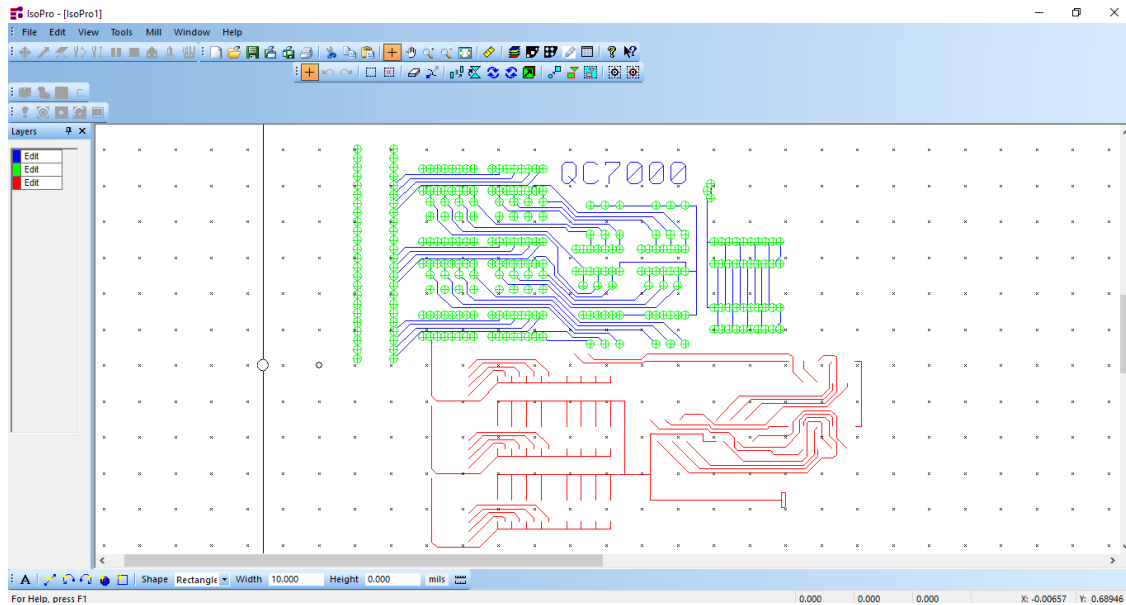 IsoPro - [IsoPro1]
File Edit View Tools Mill Window Help
C
Layers
Edit
Edit
Edit
QC7000
A Shape Rectangle Width 10.000 Height 0.000 mils
For Help, press F1 0.000 0.000 0.000 X: -0.00657 Y: 0.68946